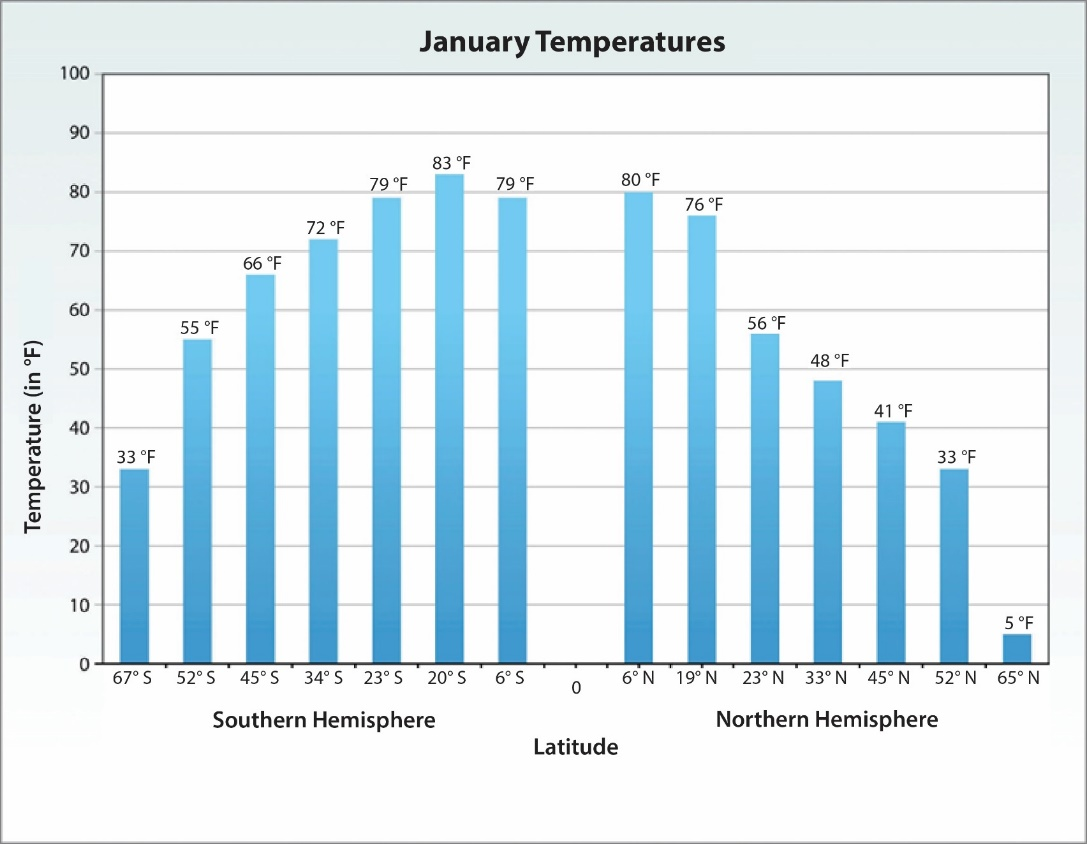 January Temperatures
100
90
80
70
60
50
40
30
20
10
0
Temperature (in °F)
33 °F
55 °F
66 °F
72 °F
79 °F
83 °F
79 °F
80 °F
76 °F
56 °F
48 °F
41 °F
33 °F
5 °F
67° S 52° S 45° S 34° S 23° S 20° S 6° S 0 6° N 19° N 23° N 33° N 45° N 52° N 65° N
Southern Hemisphere Northern Hemisphere
Latitude